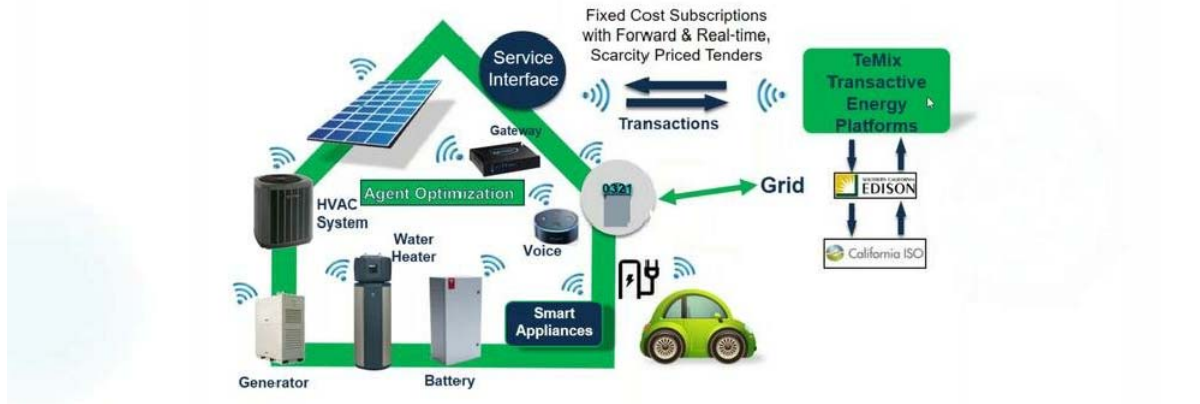 Fixed Cost Subscriptions
with Forward & Real-time,
Scarcity Priced Tenders
Service
Interface
TeMix
Transactive
Energy
Platforms
Transactions
Gateway
0321
Grid
EDISON
Agent Optimization
HVAC
System
Voice
Water
Heater
California ISO
Smart
Appliances
Generator
Battery